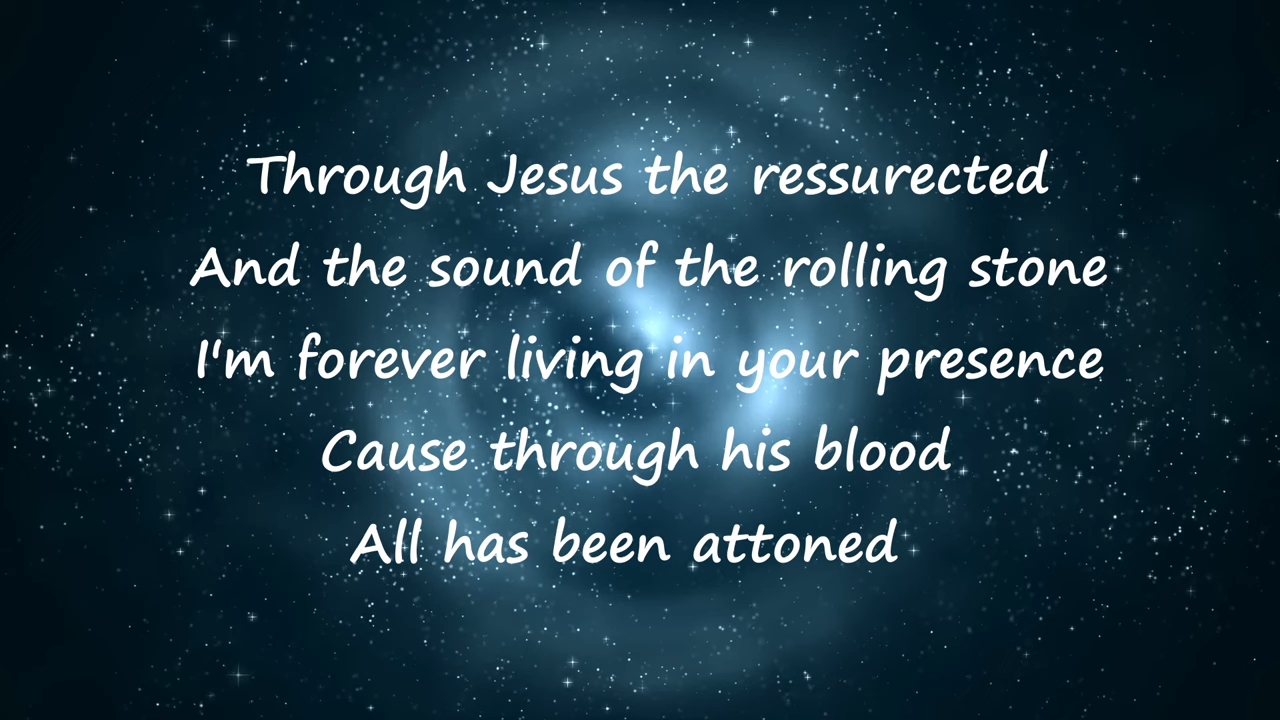 Through Jesus the ressurected
And the sound of the rolling stone
I'm forever living in your presence
Cause through his blood
All has been attoned